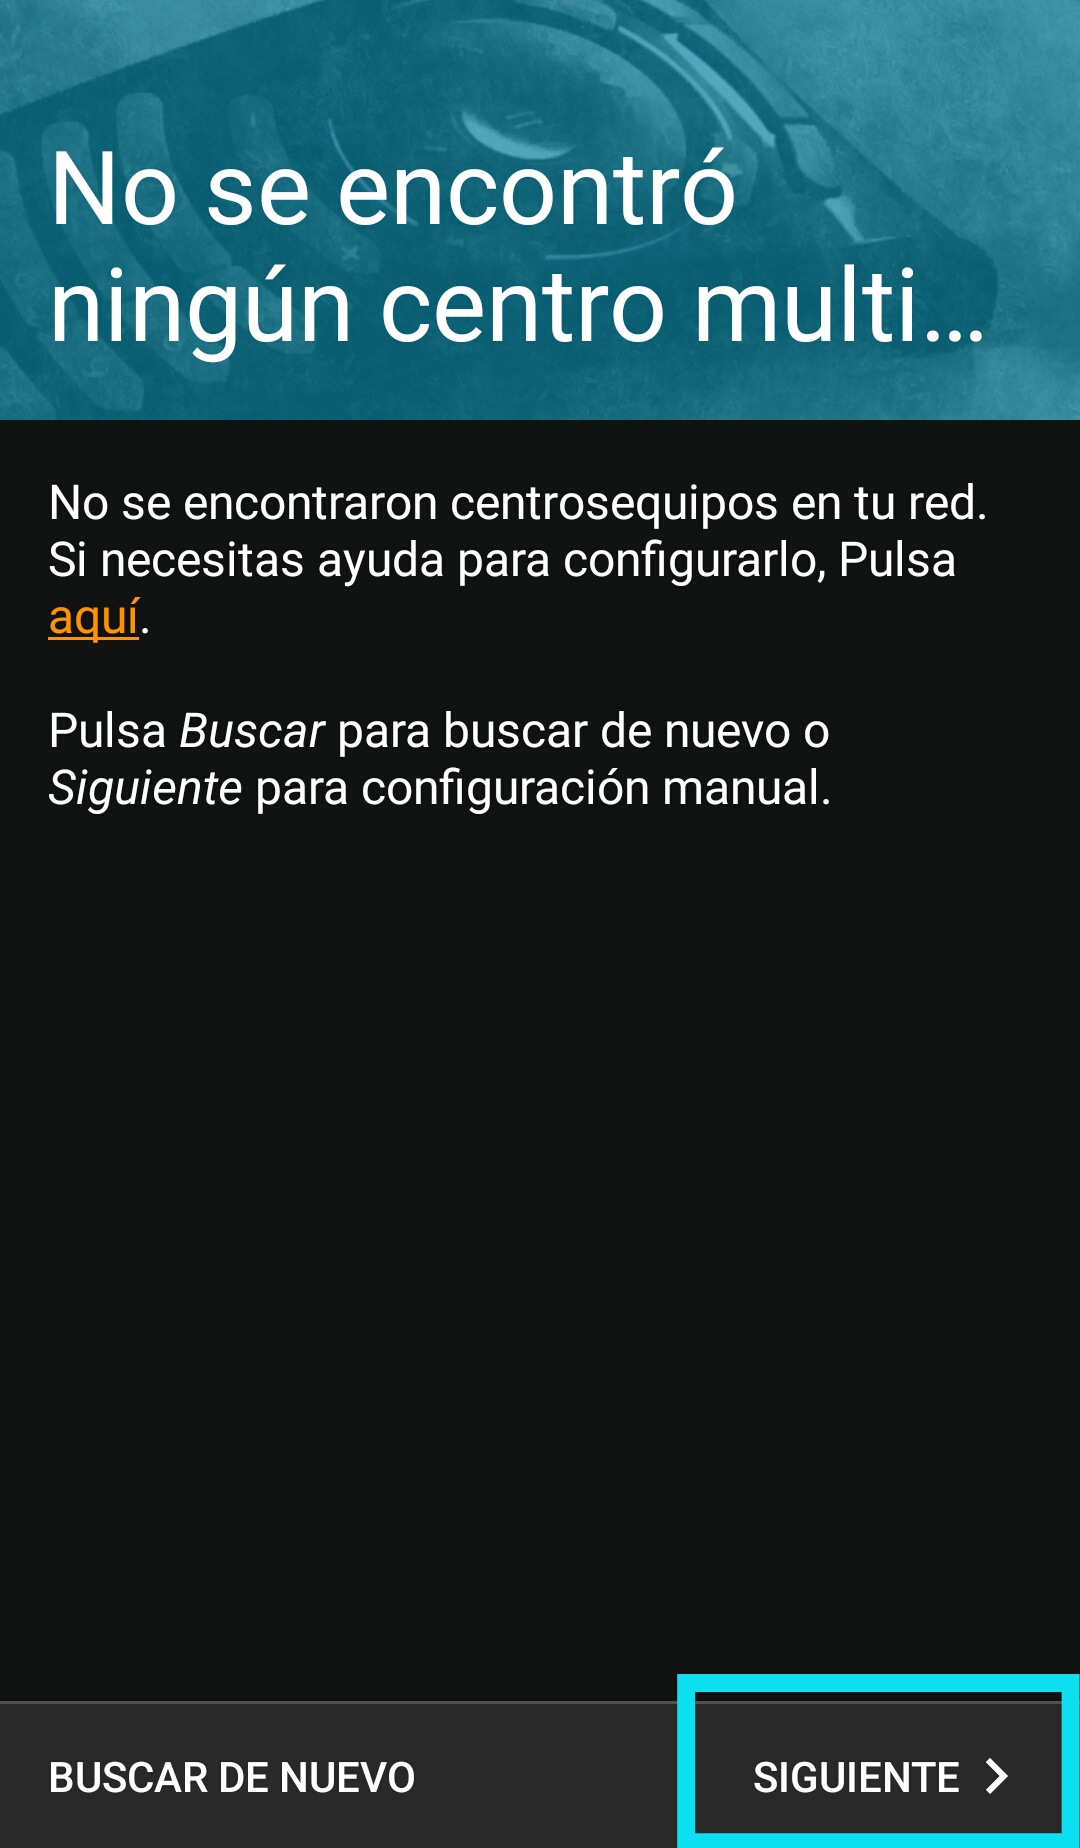 No se encontró
ningún centro multi...
No se encontraron centrosequipos en tu red.
Si necesitas ayuda para configurarlo, Pulsa
aquí.
Pulsa Buscar para buscar de nuevo o
Siguiente para configuración manual.
BUSCAR DE NUEVO
SIGUIENTE